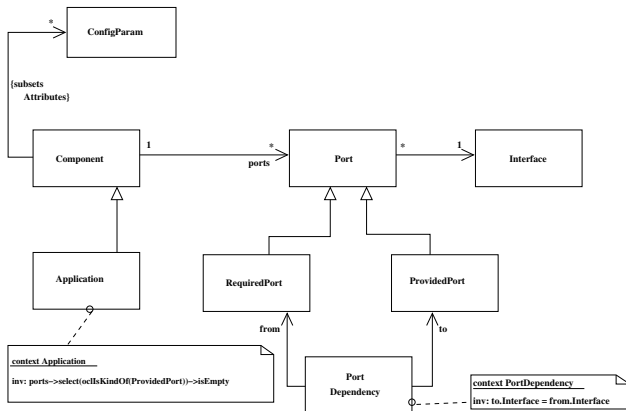 *
ConfigParam
{subsets
Attributes}
Component
1
*
ports
Port
*
1
Interface
Application
RequiredPort
ProvidedPort
from
to
context Application
inv: ports->select(oclIsKindOf(ProvidedPort))->isEmpty
Port
Dependency
context PortDependency
inv: to.Interface = from.Interface